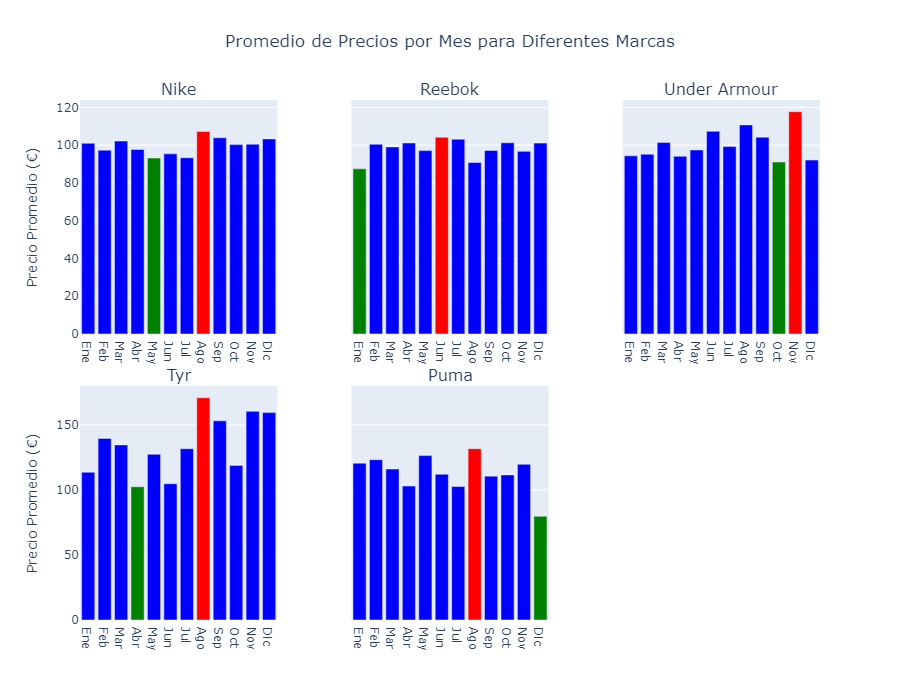 Promedio de Precios por Mes para Diferentes Marcas
Nike
Reebok
Under Armour
Precio Promedio (€)
120
100
80
60
40
20
0
Ene Feb Mar Abr May Jun Jul Ago Sep Oct Nov DIc
Ene Feb Mar Abr May Jun Jul Ago Sep Oct Nov DIc
Ene Feb Mar Abr May Jun Jul Ago Sep Oct Nov DIc
Tyr
Puma
Precio Promedio (€)
150
100
50
0
Ene Feb Mar Abr May Jun Jul Ago Sep Oct Nov DIc
Ene Feb Mar Abr May Jun Jul Ago Sep Oct Nov DIc